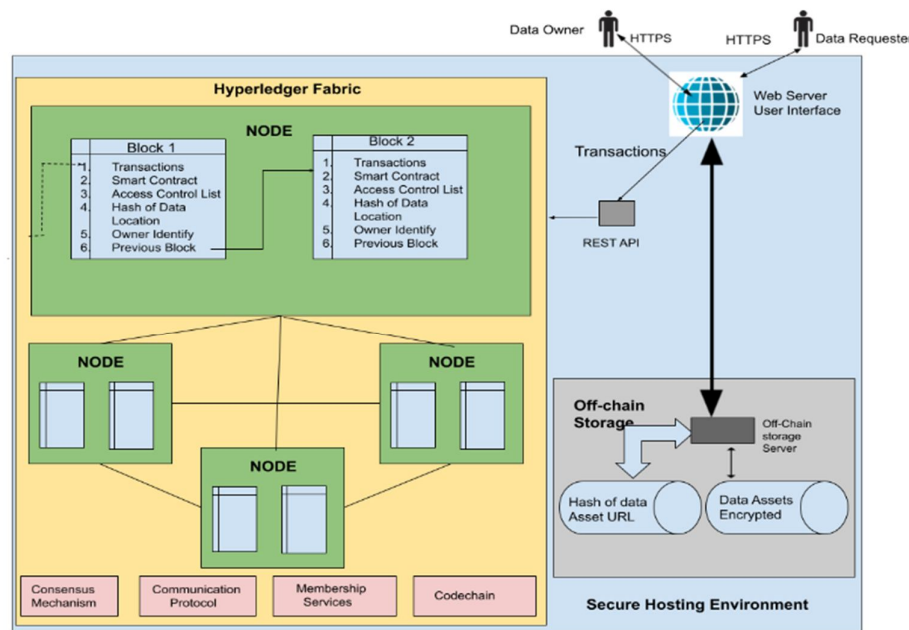 Data Owner
HTTPS
HTTPS
Data Requester
Web Server
User Interface
Transactions
REST API
Hyperledger Fabric
NODE
Block 1
1. Transactions
2. Smart Contract
3. Access Control List
4. Hash of Data
Location
5. Owner Identify
6. Previous Block
Block 2
1. Transactions
2. Smart Contract
3. Access Control List
4. Hash of Data
Location
5. Owner Identify
6. Previous Block
NODE
NODE
NODE
Consensus
Mechanism
Communication
Protocol
Membership
Services
Codechain
Off-chain
Storage
Off-Chain
storage
Server
Hash of data
Asset URL
Data Assets
Encrypted
Secure Hosting Environment